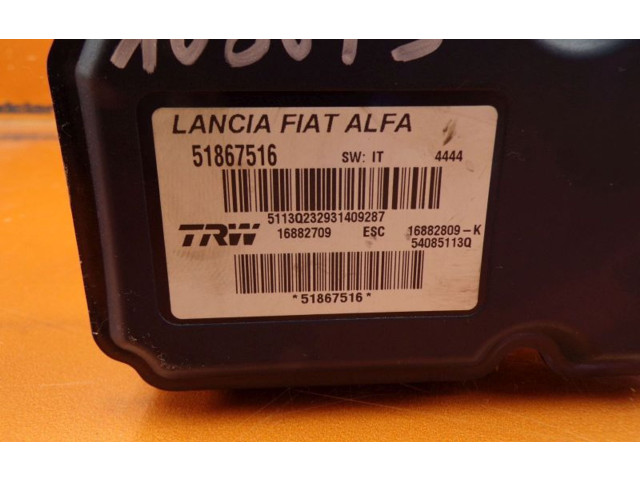 LANCIA FIAT ALFA
51867516 SW: IT 4444
5113Q232931409287
TRW 16882709 ESC 16882809-K
54085113Q
*51867516*